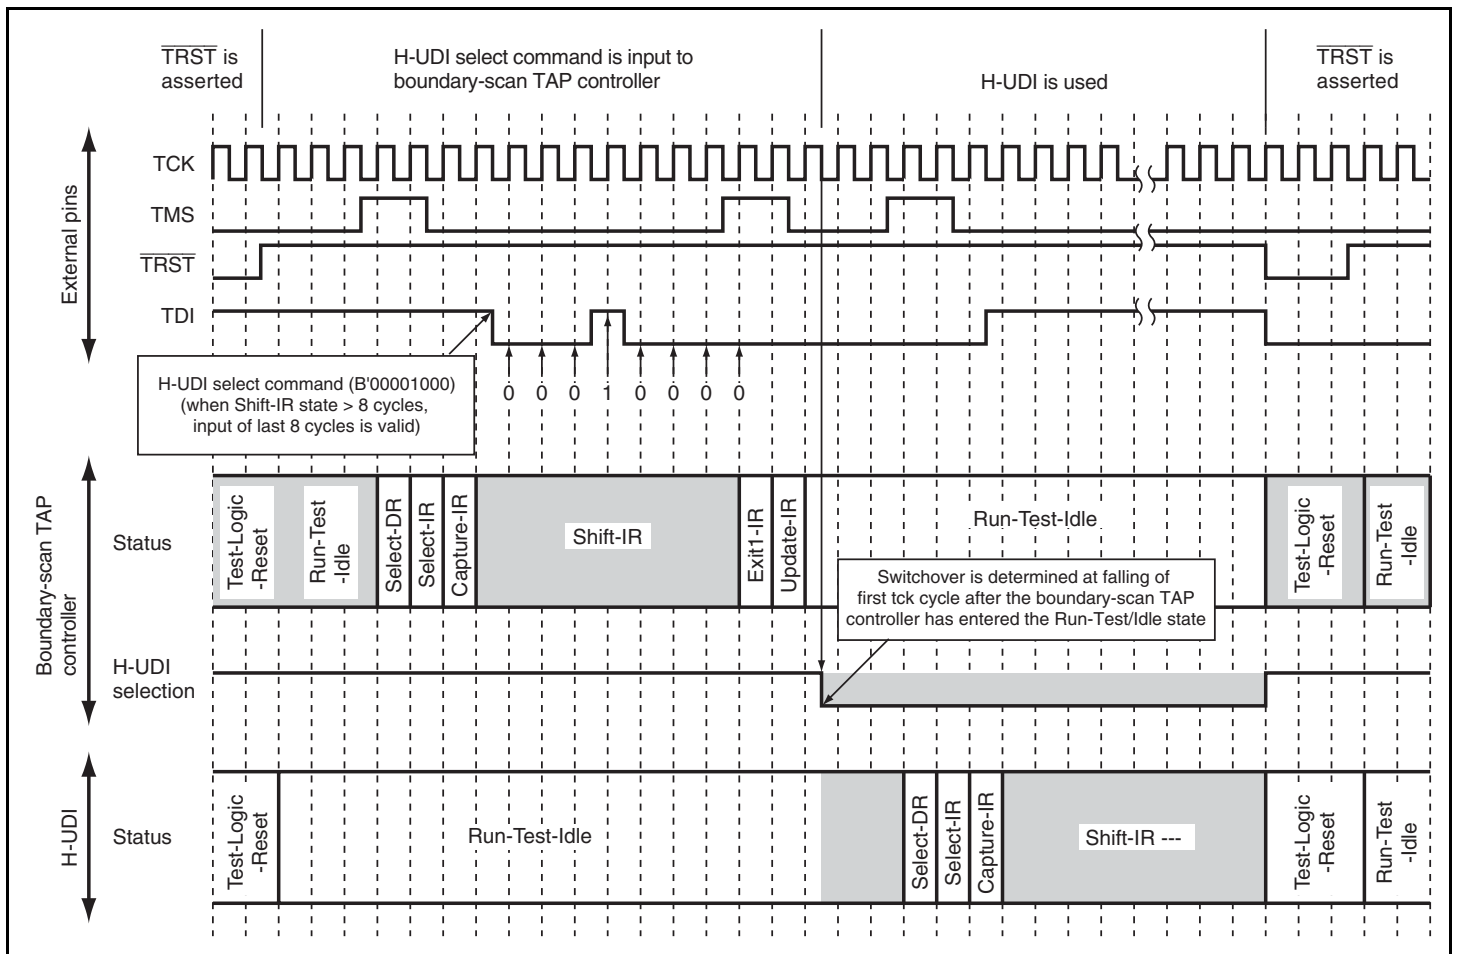 TRST is
asserted
H-UDI select command is input to
boundary-scan TAP controller
H-UDI is used
TRST is
asserted
External pins
TCK
TMS
TRST
TDI
H-UDI select command (B'00001000)
(when Shift-IR state > 8 cycles,
input of last 8 cycles is valid)
0 0 0 1 0 0 0 0
Boundary-scan TAP
controller
Status
Test-Logic
-Reset
Run-Test
-Idle
Select-DR
Select-IR
Capture-IR
Shift-IR
Exit1-IR
Update-IR
Run-Test-Idle
Test-Logic
-Reset
Run-Test
-Idle
Switchover is determined at falling of
first tck cycle after the boundary-scan TAP
controller has entered the Run-Test/Idle state
H-UDI
selection
H-UDI
Status
Test-Logic
-Reset
Run-Test-Idle
Select-DR
Select-IR
Capture-IR
Shift-IR ---
Test-Logic
-Reset
Run-Test
-Idle